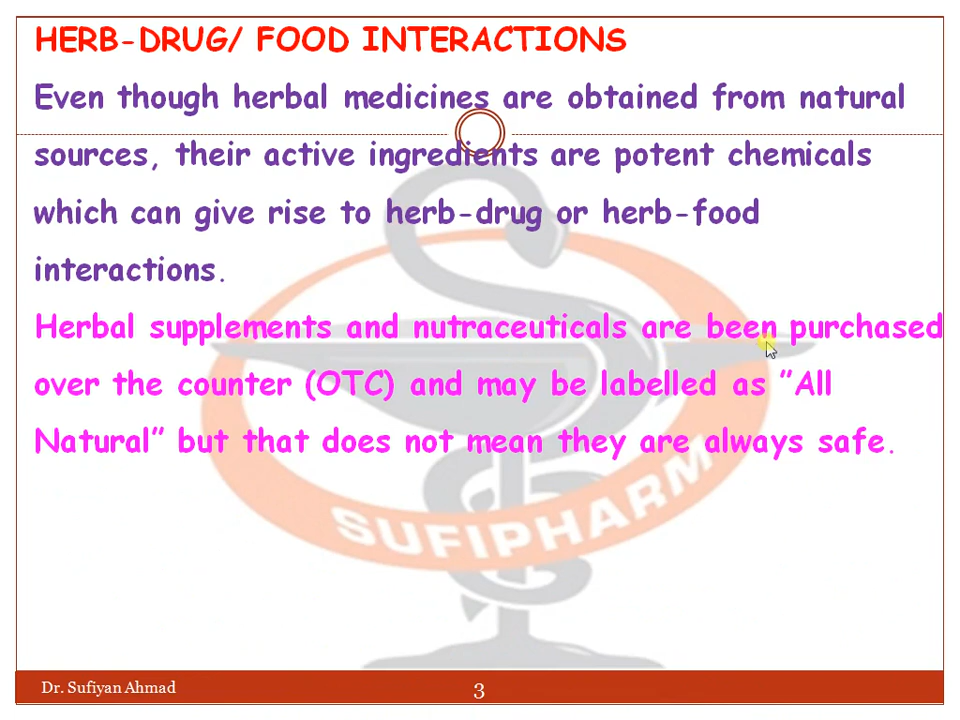 HERB-DRUG/ FOOD INTERACTIONS
Even though herbal medicines are obtained from natural
sources, their active ingredients are potent chemicals
which can give rise to herb-drug or herb-food
interactions.
Herbal supplements and nutraceuticals are been purchased
over the counter (OTC) and may be labelled as ”All
Natural” but that does not mean they are always safe.
SUFIPHARM
Dr. Sufiyan Ahmad
3